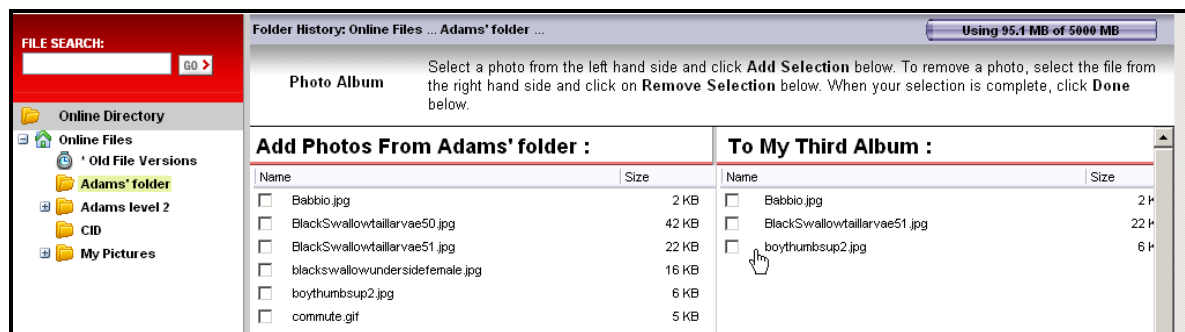 FILE SEARCH:
GO >
Online Directory
Online Files
' Old File Versions
Adams' folder
Adams level 2
CID
My Pictures
Folder History: Online Files ... Adams' folder ...
Using 95.1 MB of 5000 MB
Photo Album
Select a photo from the left hand side and click Add Selection below. To remove a photo, select the file from
the right hand side and click on Remove Selection below. When your selection is complete, click Done
below.
Add Photos From Adams' folder :
Name Size
Babbio.jpg 2 KB
BlackSwallowtaillarvae50.jpg 42 KB
BlackSwallowtaillarvae51.jpg 22 KB
blackswallowundersidefemale.jpg 16 KB
boythumbsup2.jpg 6 KB
commute.gif 5 KB
To My Third Album :
Name Size
Babbio.jpg 2
BlackSwallowtaillarvae51.jpg 22
boythumbsup2.jpg 6